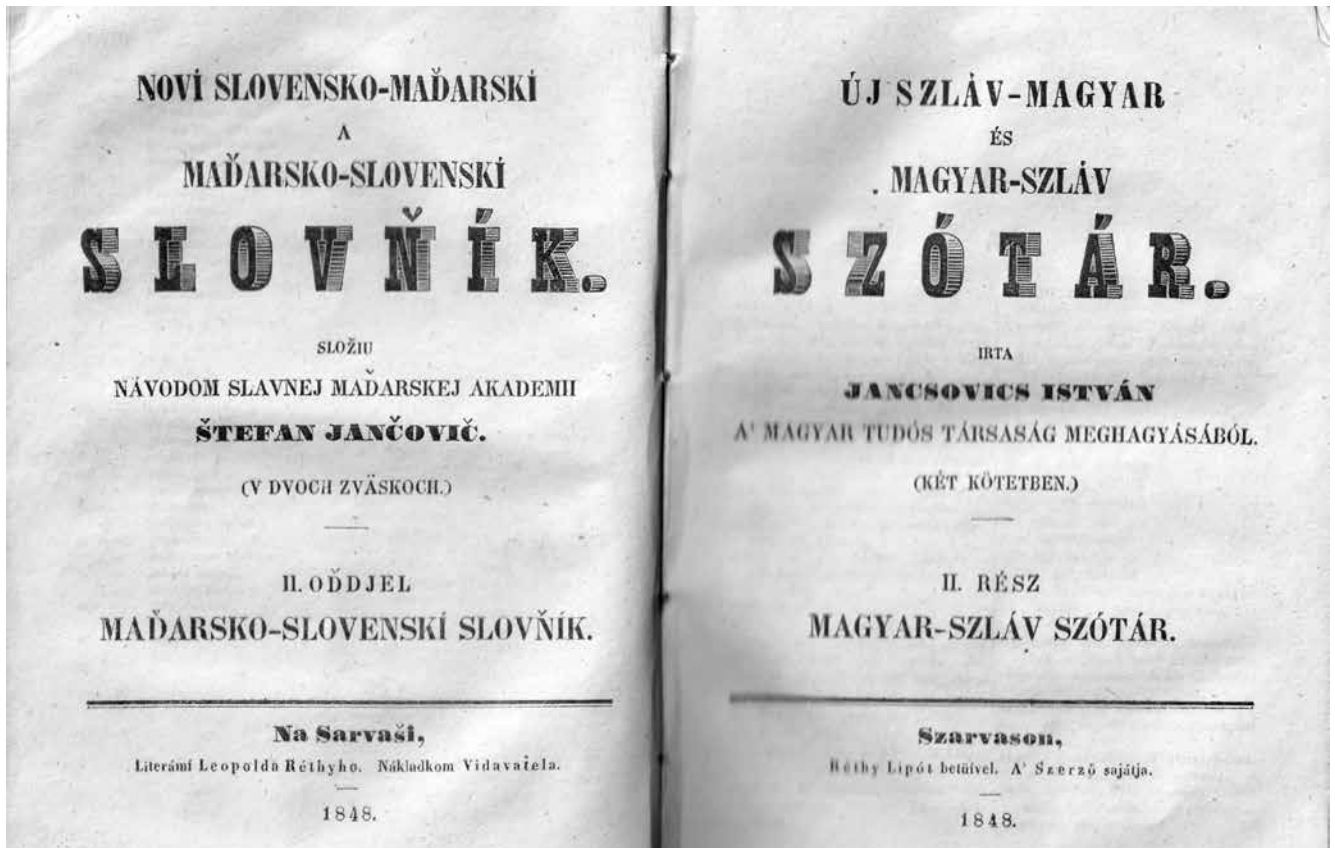 NOVÍ SLOVENSKO-MAĎARSKÍ
A
MAĎARSKO-SLOVENSKÍ
SLOVŇÍK.
SLOŽIU
NÁVODOM SLAVNEJ MAĎARSKEJ AKADEMII
ŠTEFAN JANČOVIČ.
(V DVOCH ZVÄSKOCH.)
II. OĎDJEL
MAĎARSKO-SLOVENSKÍ SLOVŇÍK.
Na Sarvaši,
Literámi Leopolda Réthyho. Nákladkom Vidavaťela.
1848.
ÚJ SZLÁV-MAGYAR
ÉS
MAGYAR-SZLÁV
SZÓTÁR.
IRTA
JANCSOVICS ISTVÁN
A' MAGYAR TUDÓS TÁRSASÁG MEGHAGYÁSÁBÓL.
(KÉT KÖTETBEN.)
II. RÉSZ
MAGYAR-SZLÁV SZÓTÁR.
Szarvason,
Réthy Lipót betűivel. A' Szerző sajátja.
1848.